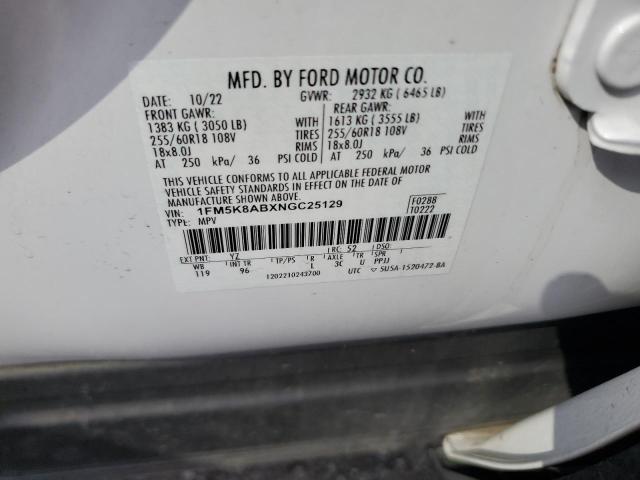 MFD. BY FORD MOTOR CO.
DATE: 10/22 GVWR: 2932 KG ( 6465 LB)
FRONT GAWR: REAR GAWR:
1383 KG ( 3050 LB) WITH 1613 KG ( 3555 LB) WITH
255/60R18 108V TIRES 255/60R18 108V TIRES
18x8.0J RIMS 18x8.0J RIMS
AT 250 kPa/ 36 PSI COLD AT 250 kPa/ 36 PSI COLD
THIS VEHICLE CONFORMS TO ALL APPLICABLE FEDERAL MOTOR
VEHICLE SAFETY AND THEFT PREVENTION STANDARDS IN EFFECT ON THE DATE OF
MANUFACTURE SHOWN ABOVE.
VIN: 1FM5K8ABXNGC25129 F0288
TYPE: MPV 10222
EXT PNT: YZ RC: 52 DSO:
WB INT TR TP/PS R AXLE TR SPR
119 96 L 3C U PPJJ
1202210243700 UTC ▽ SUSA-1520472-BA